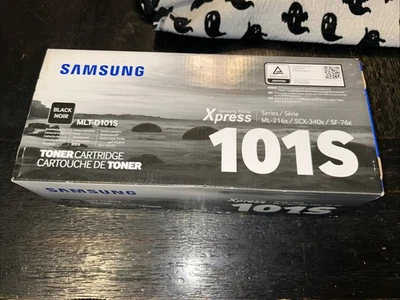 SAMSUNG
BLACK
NOIR
MLT-D101S
Xpress
Series / Série
ML-216x / SCX-340x / SF-76x
101S
TONER CARTRIDGE
CARTOUCHE DE TONER
SAMSUNG
Xpress
101S